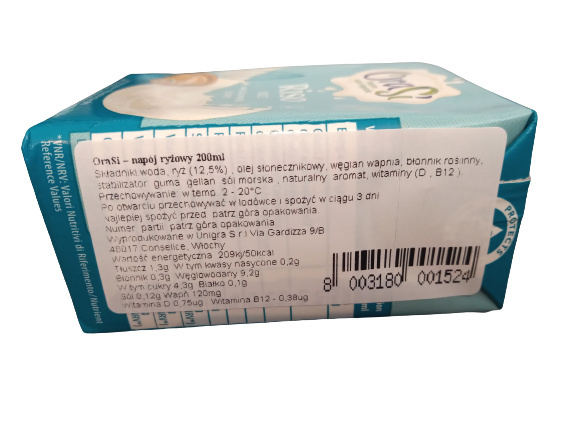 OraSi
Riso
*VNR/NRV: Valori Nutritivi di Riferimento/Nutrient
Reference Values
OraSi – napój ryżowy 200ml
Składniki woda, ryż (12,5%) , olej słonecznikowy, węglan wapnia, błonnik roślinny,
stabilizator guma gellan sól morska , naturalny aromat, witaminy (D , B12 ).
Przechowywanie: w temp. 2 - 20°C
Po otwarciu przechowywać w lodówce i spożyć w ciągu 3 dni
Najlepiej spożyć przed patrz góra opakowania
Numer partii patrz góra opakowania
Wyprodukowane w Unigra S r l Via Gardizza 9/B
48017 Conselice, Włochy
Wartość energetyczna 209kj/50kcal
Tłuszcz 1,3g W tym kwasy nasycone 0,2g
Błonnik 0,3g Węglowodany 9,2g
W tym cukry 4,3g Białko 0,1g
Sól 0,12g Wapń 120mg
Witamina D 0,75ug Witamina B12 - 0,38ug
8 003180 001524
PROTECTS